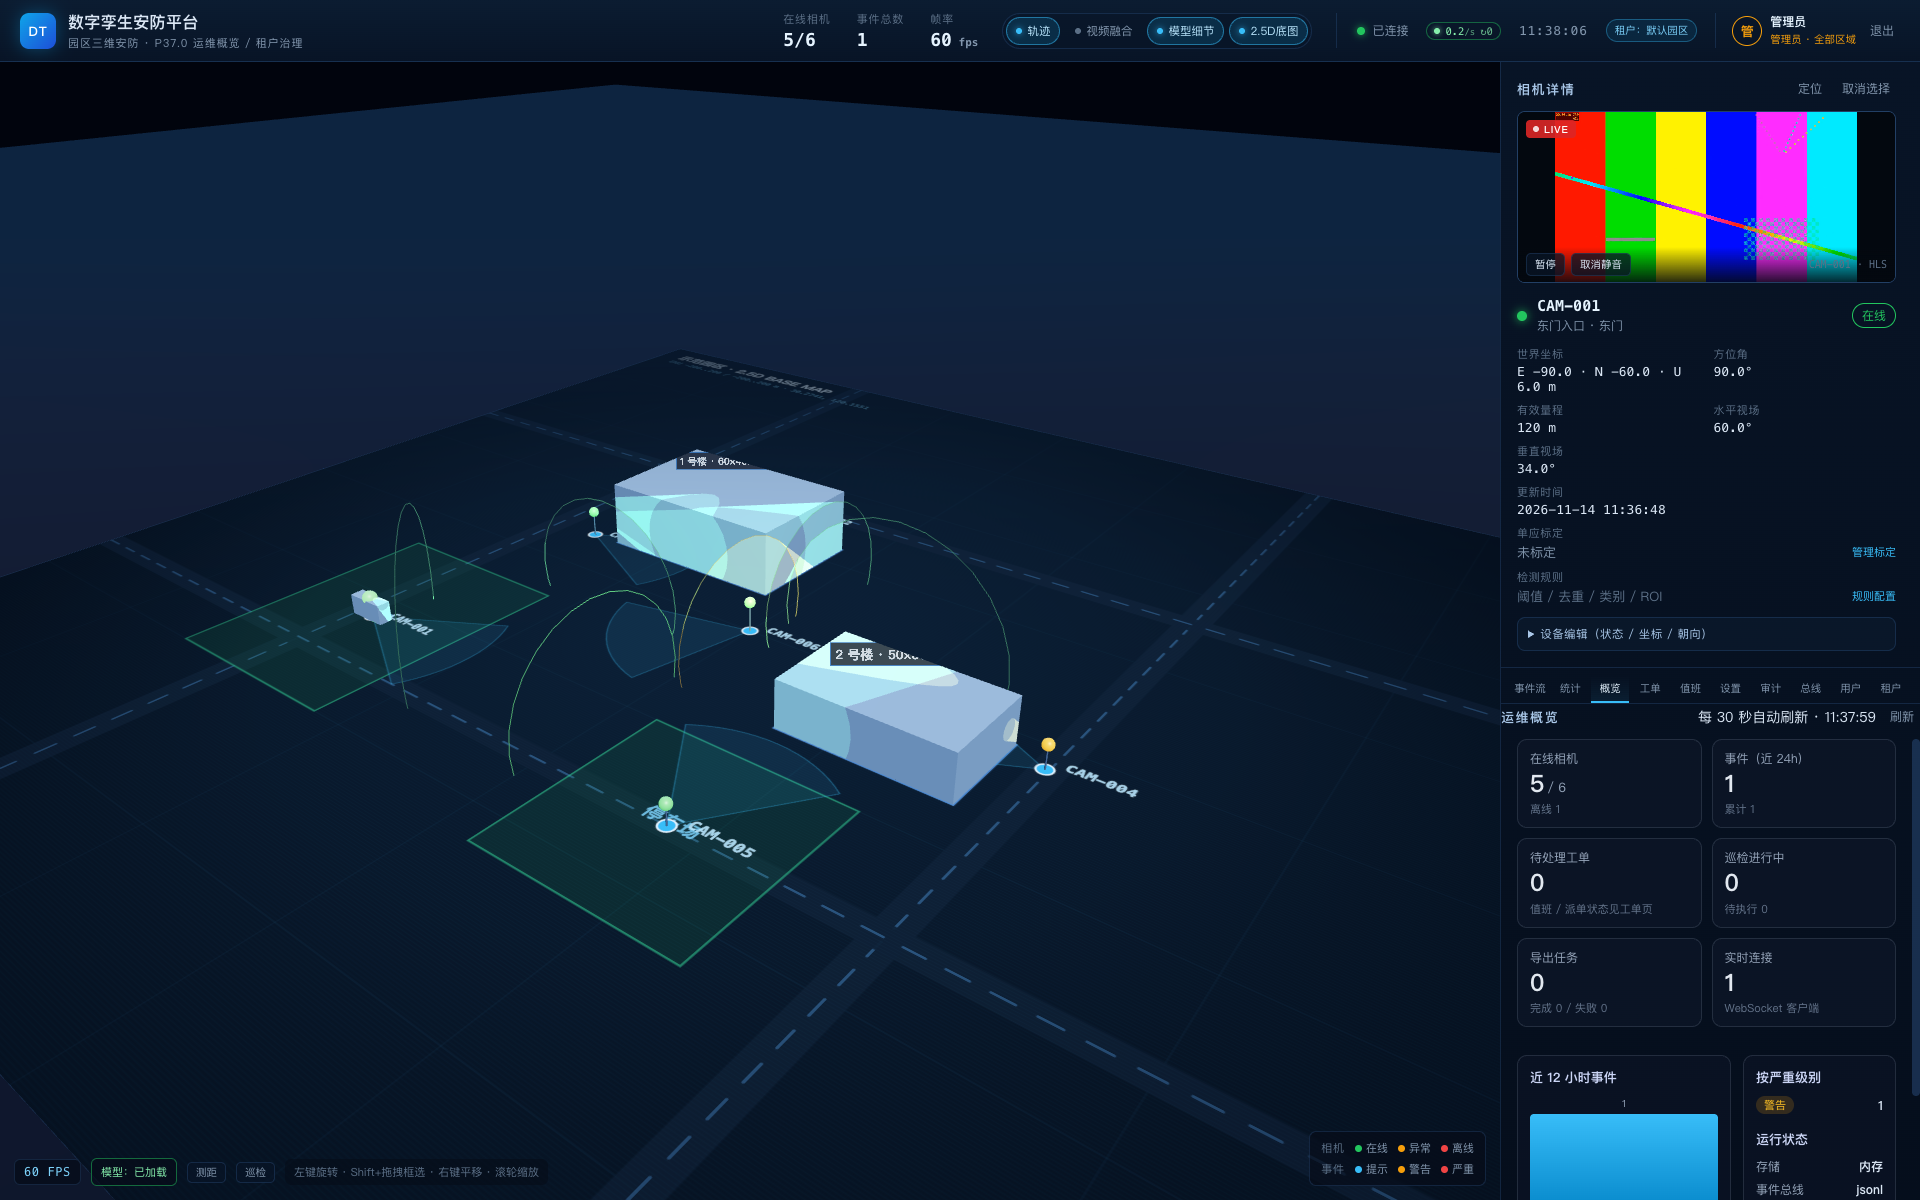 DT
数字孪生安防平台
园区三维安防 · P37.0 运维概览 / 租户治理
在线相机
5/6
事件总数
1
帧率
60 fps
轨迹
视频融合
模型细节
2.5D底图
已连接
0.2/s ↻0
11:38:06
租户: 默认园区
管
管理员
管理员 · 全部区域
退出
2.5D BASE MAP
1 号楼 · 60x4
CAM-001
CAM-006
2 号楼 · 50x
CAM-004
停车场
CAM-005
60 FPS
模型: 已加载
测距
巡检
左键旋转 · Shift+拖拽框选 · 右键平移 · 滚轮缩放
相机 在线 异常 离线
事件 提示 警告 严重
相机详情
定位
取消选择
LIVE
暂停
取消静音
· HLS
CAM-001
东门入口 · 东门
在线
世界坐标
E -90.0 · N -60.0 · U 6.0 m
方位角
90.0°
有效量程
120 m
水平视场
60.0°
垂直视场
34.0°
更新时间
2026-11-14 11:36:48
单应标定
未标定
管理标定
检测规则
阈值 / 去重 / 类别 / ROI
规则配置
▶ 设备编辑（状态 / 坐标 / 朝向）
事件流 统计 概览 工单 值班 设置 审计 总线 用户 租户
运维概览
每 30 秒自动刷新 · 11:37:59
刷新
在线相机
5 / 6
离线 1
事件（近 24h）
1
累计 1
待处理工单
0
值班 / 派单状态见工单页
巡检进行中
0
待执行 0
导出任务
0
完成 0 / 失败 0
实时连接
1
WebSocket 客户端
近 12 小时事件
1
按严重级别
警告
1
运行状态
存储
内存
事件总线
jsonl